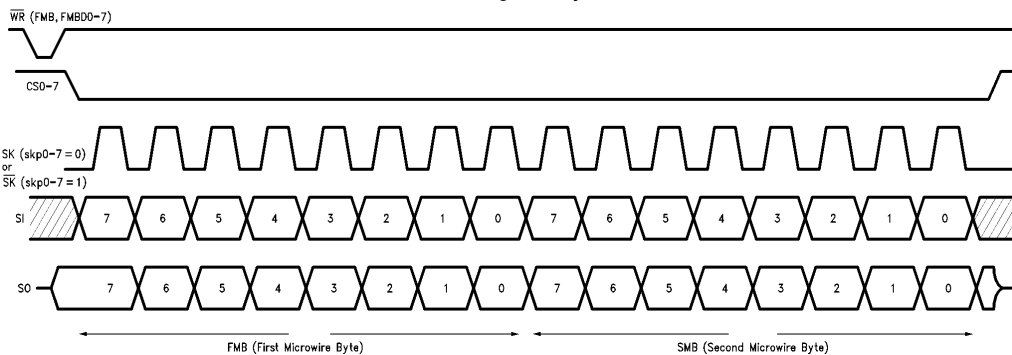 WR (FMB, FMBD0-7)
CS0-7
SK (skp0-7 = 0)
or
SK (skp0-7 = 1)
SI 7 6 5 4 3 2 1 0 7 6 5 4 3 2 1 0
SO 7 6 5 4 3 2 1 0 7 6 5 4 3 2 1 0
FMB (First Microwire Byte) SMB (Second Microwire Byte)